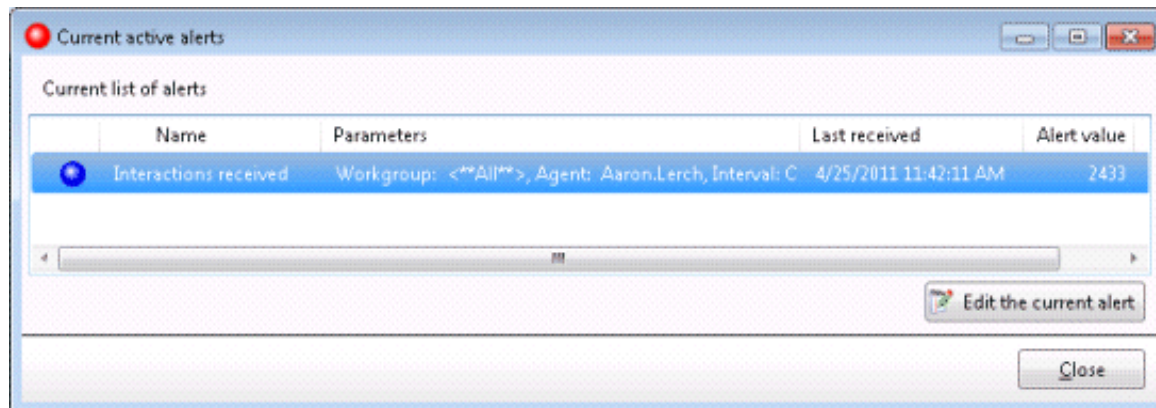 Current active alerts
Current list of alerts
Name Parameters Last received Alert value
Interactions received Workgroup: <**All**>, Agent: Aaron.Lerch, Interval: C 4/25/2011 11:42:11 AM 2433
Edit the current alert
Close